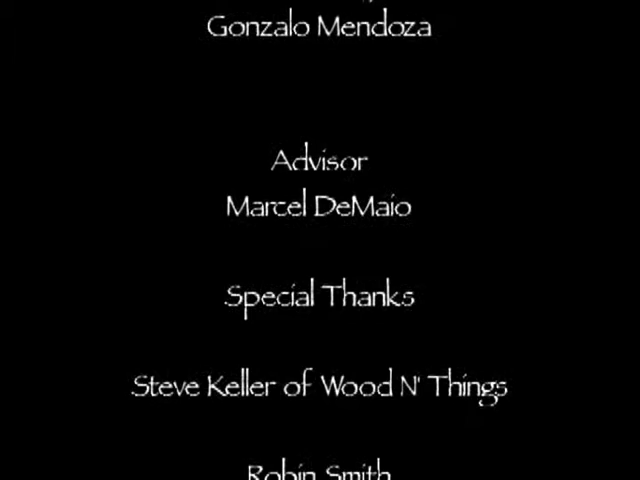 Gonzalo Mendoza
Advisor
Marcel DeMaio
Special Thanks
Steve Keller of Wood N' Things
Robin Smith